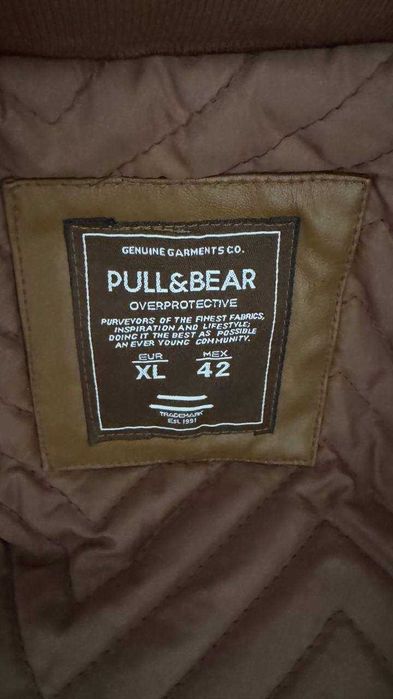 GENUINE GARMENTS CO.
PULL&BEAR
OVERPROTECTIVE
PURVEYORS OF THE FINEST FABRICS,
INSPIRATION AND LIFESTYLE;
DOING IT THE BEST AS POSSIBLE
AN EVER YOUNG COMMUNITY.
EUR MEX
XL 42
TRADEMARK
EST. 1991